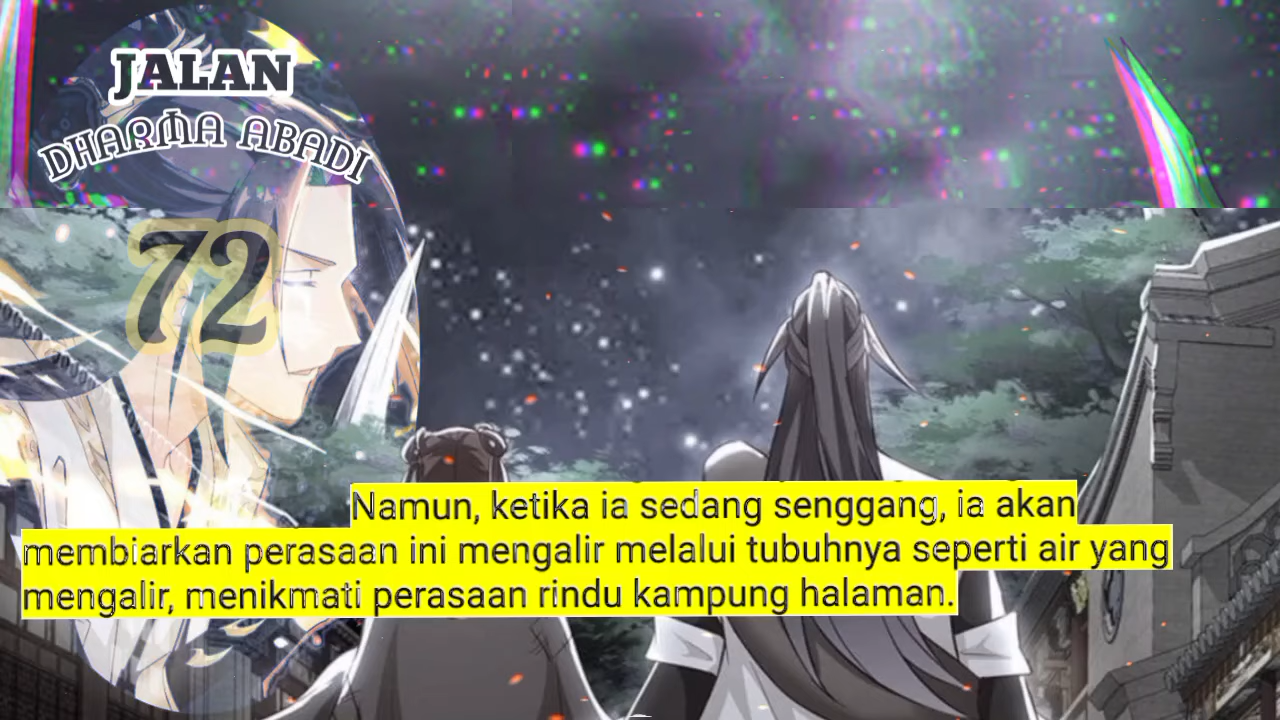 JALAN
DHARMA ABADI
72
Namun, ketika ia sedang senggang, ia akan
membiarkan perasaan ini mengalir melalui tubuhnya seperti air yang
mengalir, menikmati perasaan rindu kampung halaman.